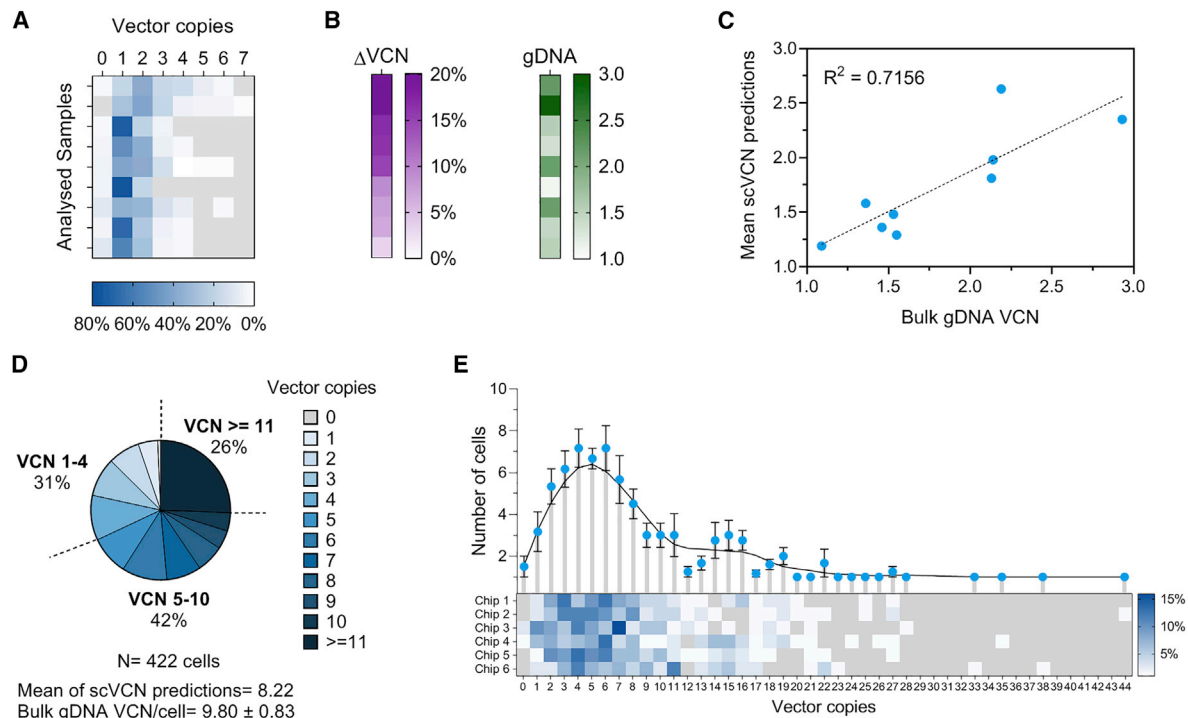 A
Vector copies
0 1 2 3 4 5 6 7
Analysed Samples
80% 60% 40% 20% 0%
B
ΔVCN
20%
15%
10%
5%
0%
gDNA
3.0
2.5
2.0
1.5
1.0
C
Mean scVCN predictions
3.0
2.5
2.0
1.5
1.0
R² = 0.7156
1.0 1.5 2.0 2.5 3.0
Bulk gDNA VCN
D
VCN >= 11
26%
VCN 1-4
31%
VCN 5-10
42%
Vector copies
0
1
2
3
4
5
6
7
8
9
10
>=11
N= 422 cells
Mean of scVCN predictions= 8.22
Bulk gDNA VCN/cell= 9.80 ± 0.83
E
Number of cells
10
8
6
4
2
Chip 1
Chip 2
Chip 3
Chip 4
Chip 5
Chip 6
15%
10%
5%
0 1 2 3 4 5 6 7 8 9 10 11 12 13 14 15 16 17 18 19 20 21 22 23 24 25 26 27 28 29 30 31 32 33 34 35 36 37 38 39 40 41 42 43 44
Vector copies